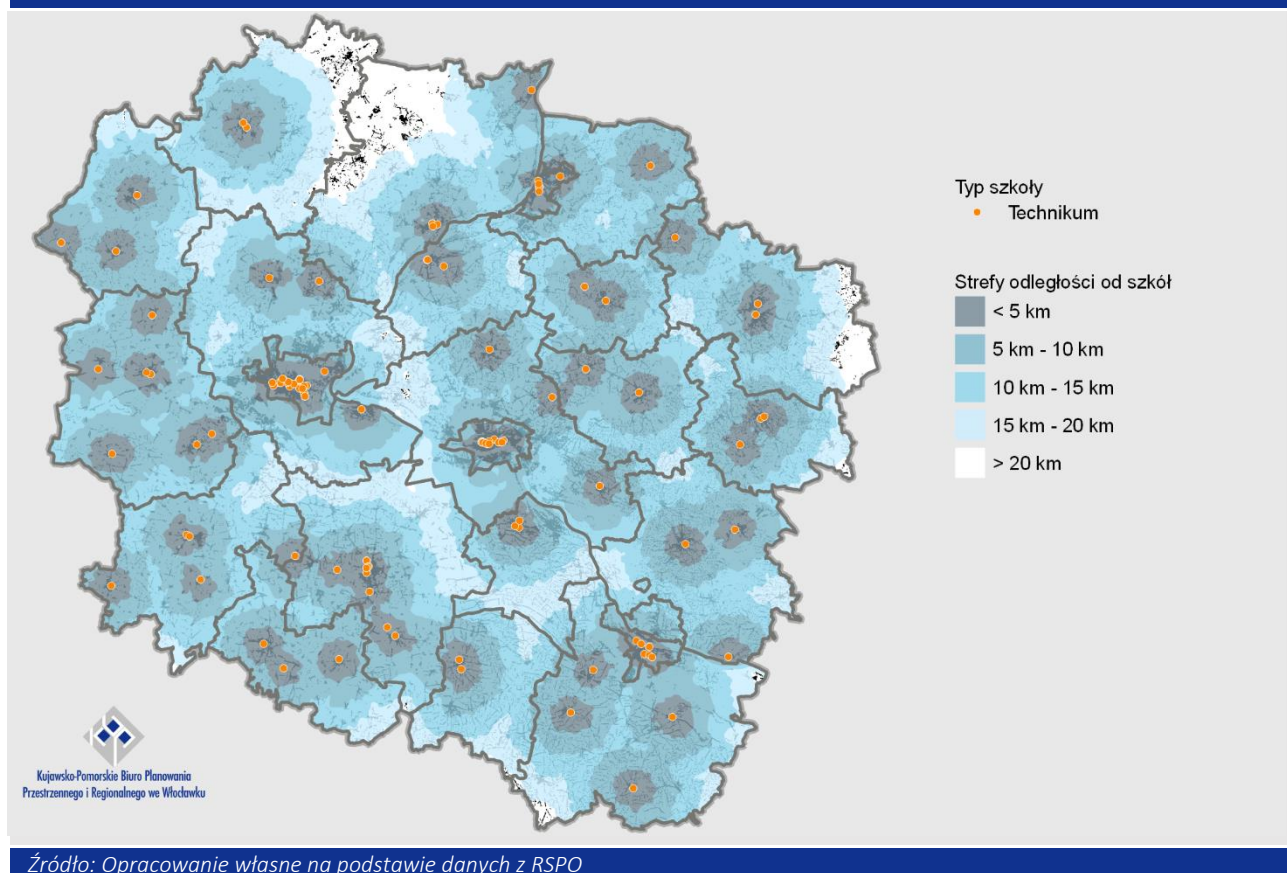 Typ szkoły
Technikum
Strefy odległości od szkół
< 5 km
5 km - 10 km
10 km - 15 km
15 km - 20 km
> 20 km
Kujawsko-Pomorskie Biuro Planowania
Przestrzennego i Regionalnego we Włocławku
Źródło: Opracowanie własne na podstawie danych z RSPO